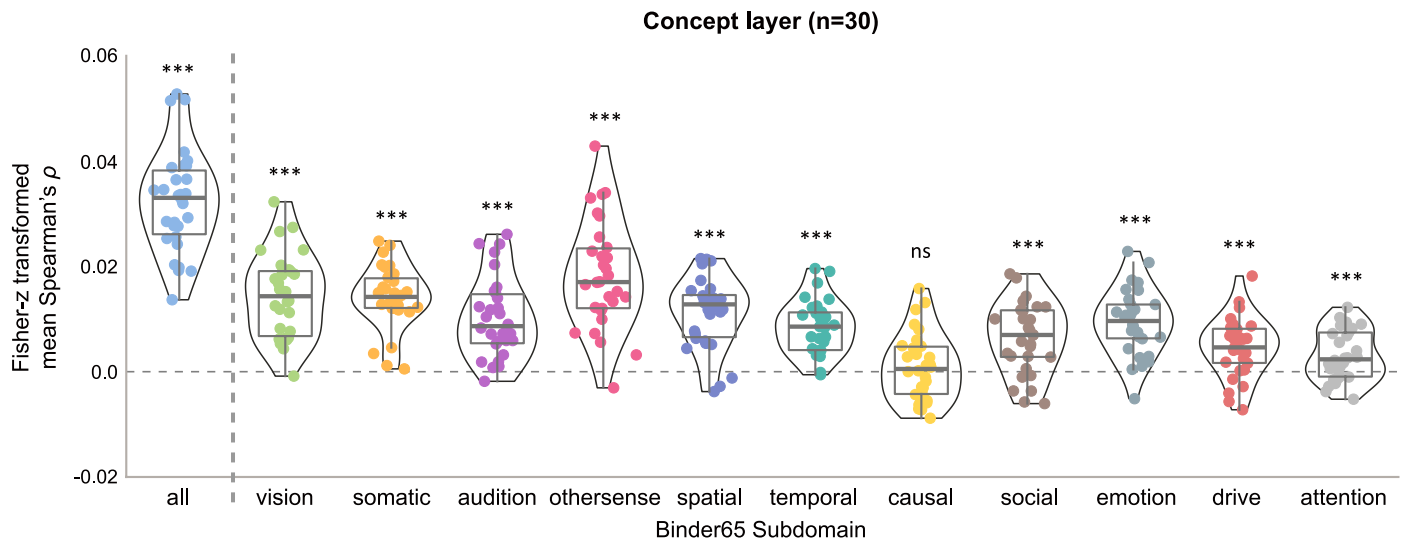 Concept layer (n=30)
Fisher-z transformed
mean Spearman's ρ
0.06
0.04
0.02
0.0
-0.02
***
***
***
***
***
***
***
ns
***
***
***
***
all
vision
somatic
audition
othersense
spatial
temporal
causal
social
emotion
drive
attention
Binder65 Subdomain